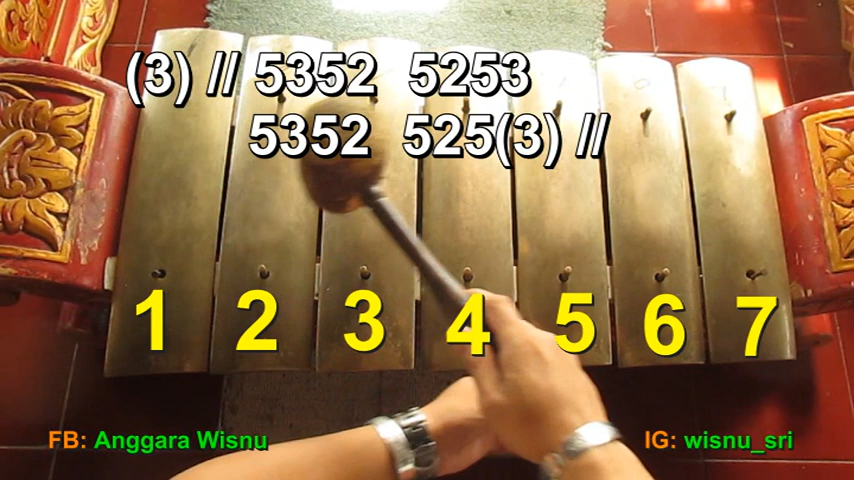 (3) // 5352 5253
5352 525(3) //
1 2 3 4 5 6 7
FB: Anggara Wisnu IG: wisnu_sri